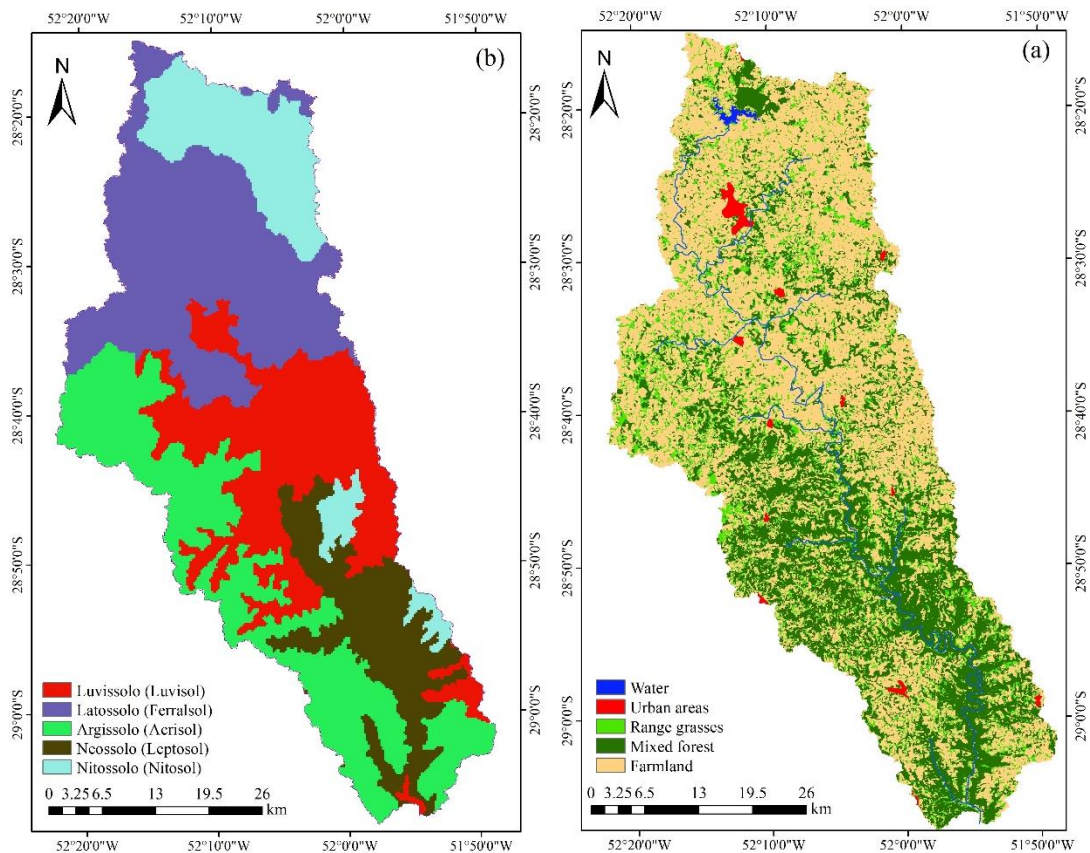 52°20'0"W 52°10'0"W 52°0'0"W 51°50'0"W
(b)
N
28°20'0"S
28°30'0"S
28°40'0"S
28°50'0"S
29°0'0"S
Luvissolo (Luvisol)
Latossolo (Ferralsol)
Argissolo (Acrisol)
Neossolo (Leptosol)
Nitossolo (Nitosol)
0 3.25 6.5 13 19.5 26
km
52°20'0"W 52°10'0"W 52°0'0"W 51°50'0"W
52°20'0"W 52°10'0"W 52°0'0"W 51°50'0"W
(a)
N
28°20'0"S
28°20'0"S
28°30'0"S
28°30'0"S
28°40'0"S
28°40'0"S
28°50'0"S
28°50'0"S
29°0'0"S
29°0'0"S
Water
Urban areas
Range grasses
Mixed forest
Farmland
0 3.25 6.5 13 19.5 26
km
52°20'0"W 52°10'0"W 52°0'0"W 51°50'0"W